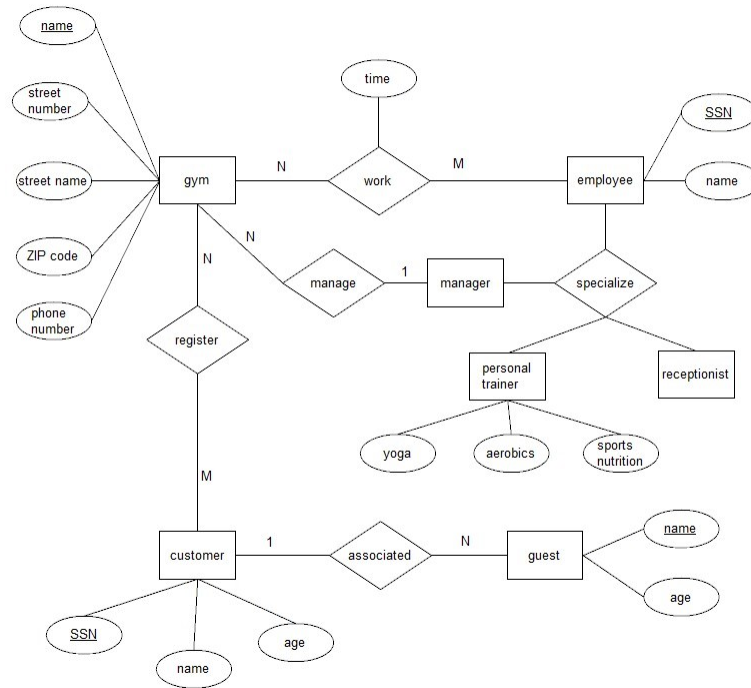 name
time
street
number
SSN
street name
gym
N
work
M
employee
name
N
ZIP code
N
manage
1
manager
specialize
phone
number
register
personal
trainer
receptionist
yoga
aerobics
sports
nutrition
M
customer
1
associated
N
guest
name
age
SSN
name
age